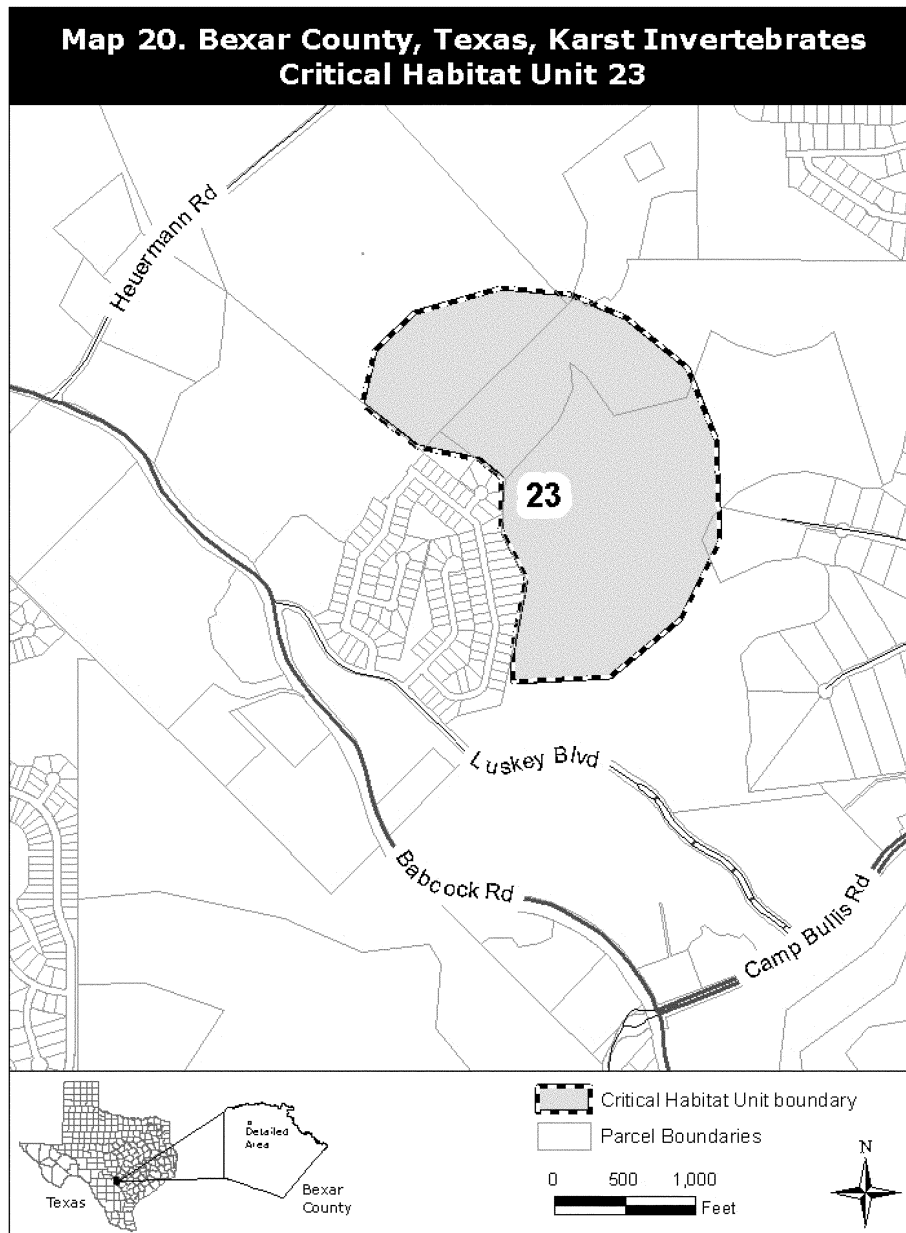 Map 20. Bexar County, Texas, Karst Invertebrates
Critical Habitat Unit 23
Heuermann Rd
23
Luskey Blvd
Babcock Rd
Camp Bullis Rd
Detailed
Area
Texas
Bexar
County
Critical Habitat Unit boundary
Parcel Boundaries
0 500 1,000
Feet
N